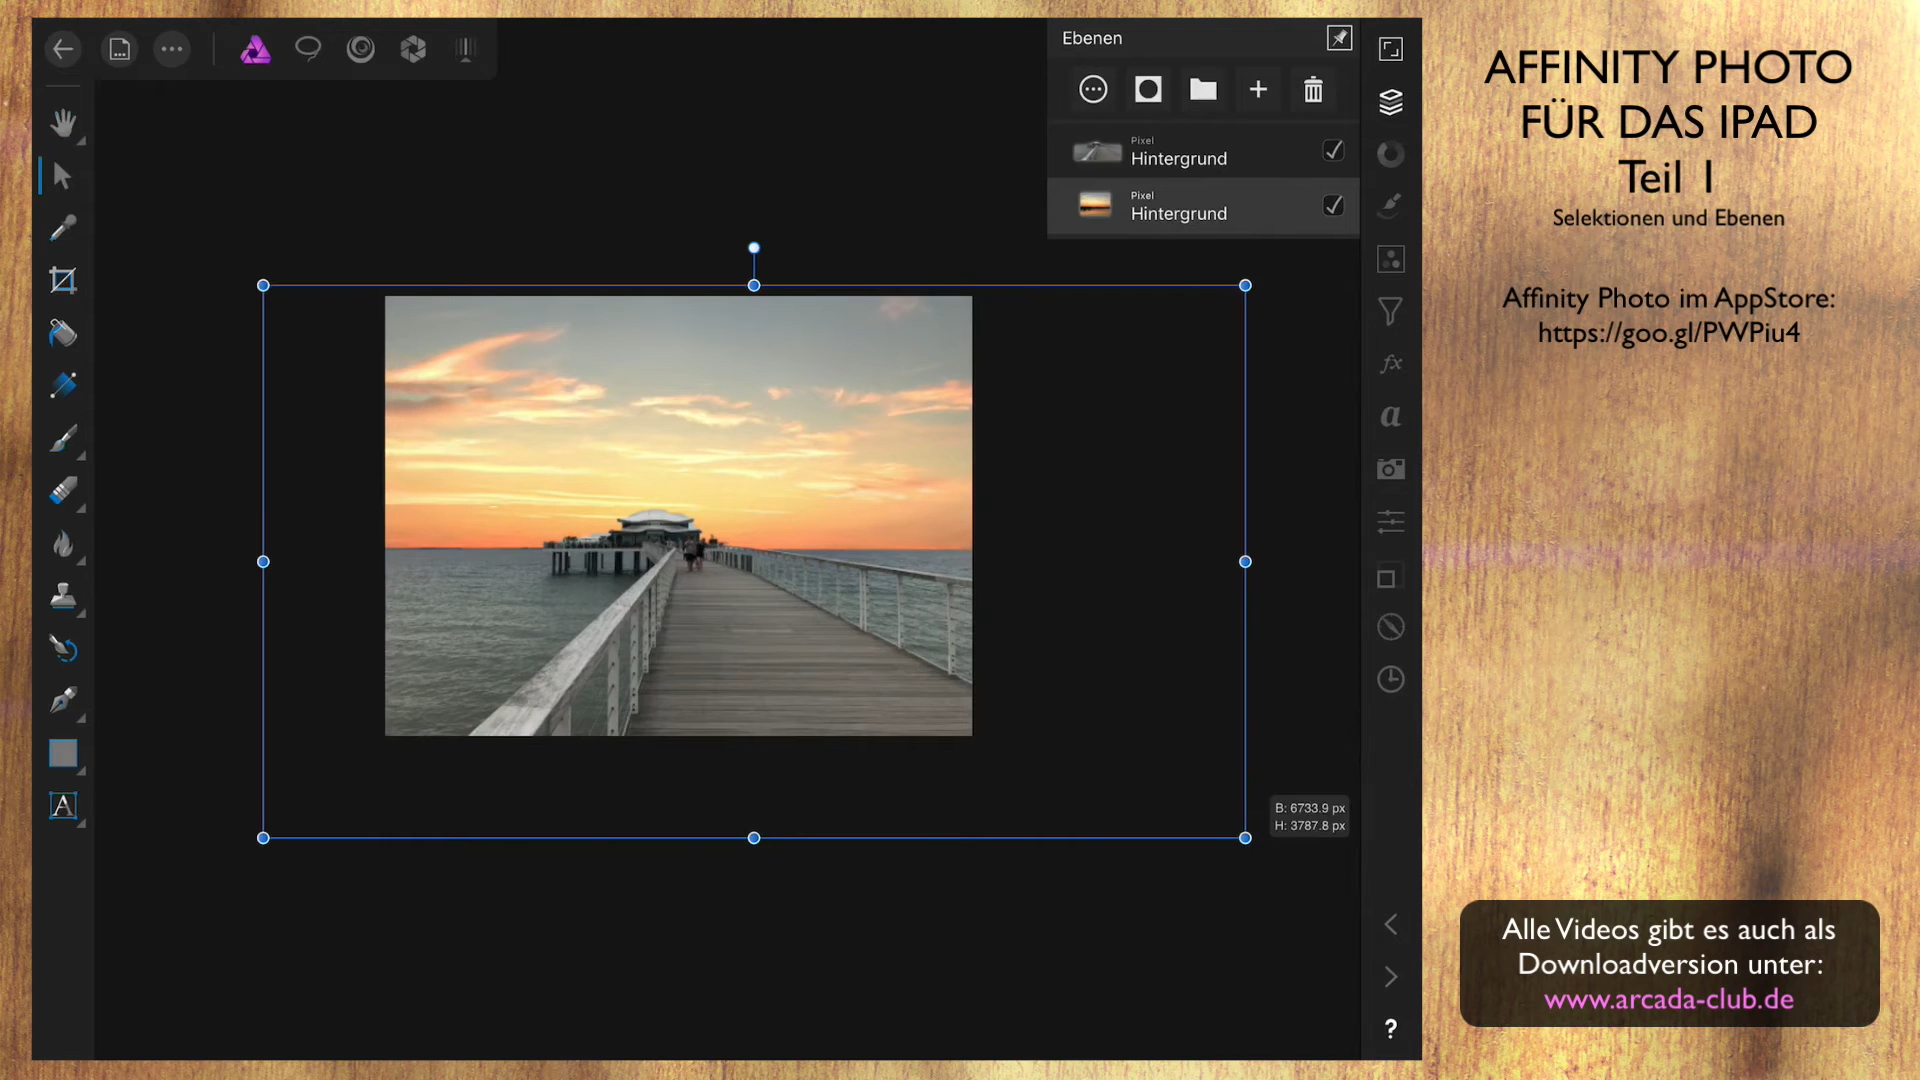 Ebenen
Pixel
Hintergrund
Pixel
Hintergrund
fx
a
A
B: 6733.9 px
H: 3787.8 px
?
AFFINITY PHOTO
FÜR DAS IPAD
Teil 1
Selektionen und Ebenen
Affinity Photo im AppStore:
https://goo.gl/PWPiu4
Alle Videos gibt es auch als
Downloadversion unter:
www.arcada-club.de